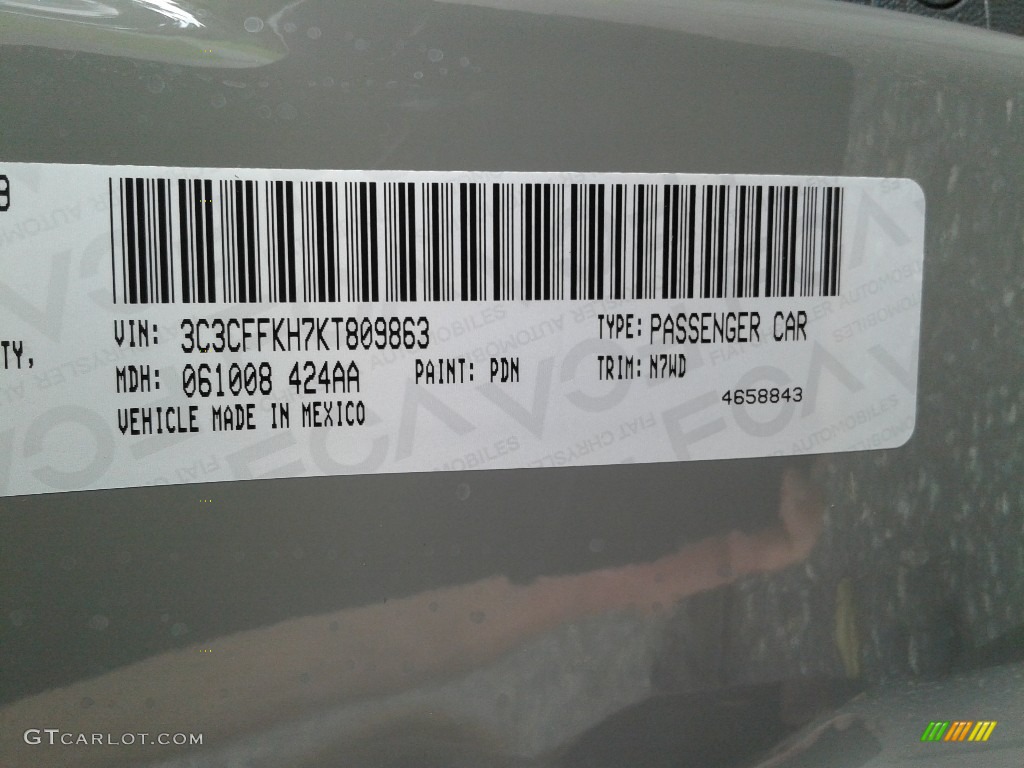 TY,
VIN: 3C3CFFKH7KT809863 TYPE: PASSENGER CAR
MDH: 061008 424AA PAINT: PDN TRIM: N7WD
4658843
VEHICLE MADE IN MEXICO
GTCARLOT.COM